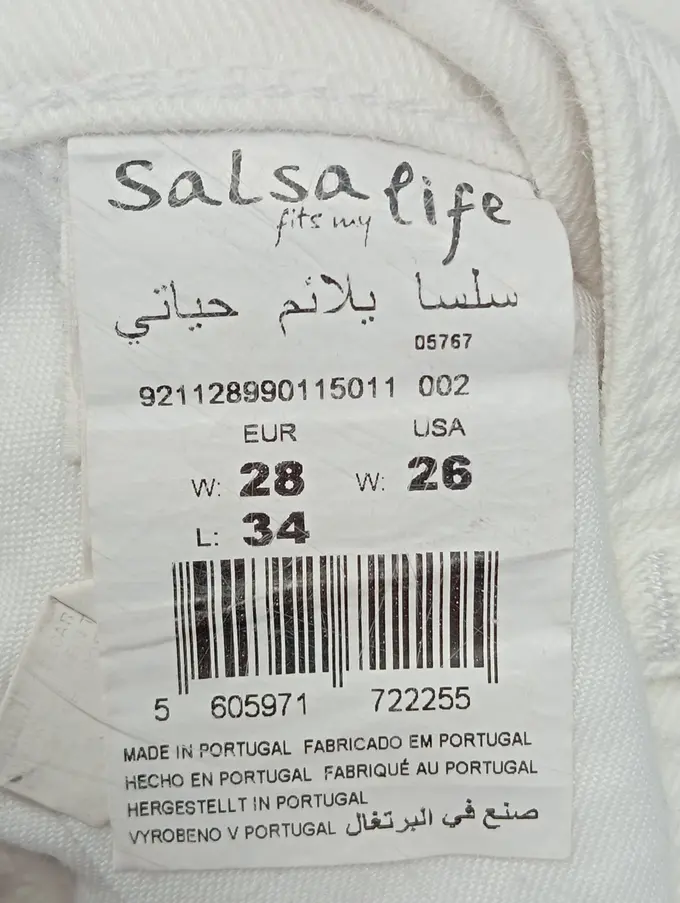 salsa fits my life
سلسا يلائم حياتي
05767
921128990115011 002
EUR USA
W: 28 W: 26
L: 34
5 605971 722255
MADE IN PORTUGAL FABRICADO EM PORTUGAL
HECHO EN PORTUGAL FABRIQUÉ AU PORTUGAL
HERGESTELLT IN PORTUGAL
VYROBENO V PORTUGAL صنع في البرتغال